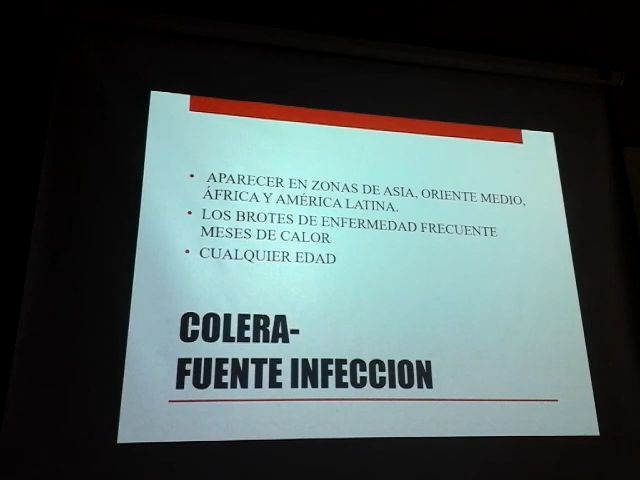 • APARECER EN ZONAS DE ASIA, ORIENTE MEDIO,
ÁFRICA Y AMÉRICA LATINA.
• LOS BROTES DE ENFERMEDAD FRECUENTE
MESES DE CALOR
• CUALQUIER EDAD
COLERA-
FUENTE INFECCION